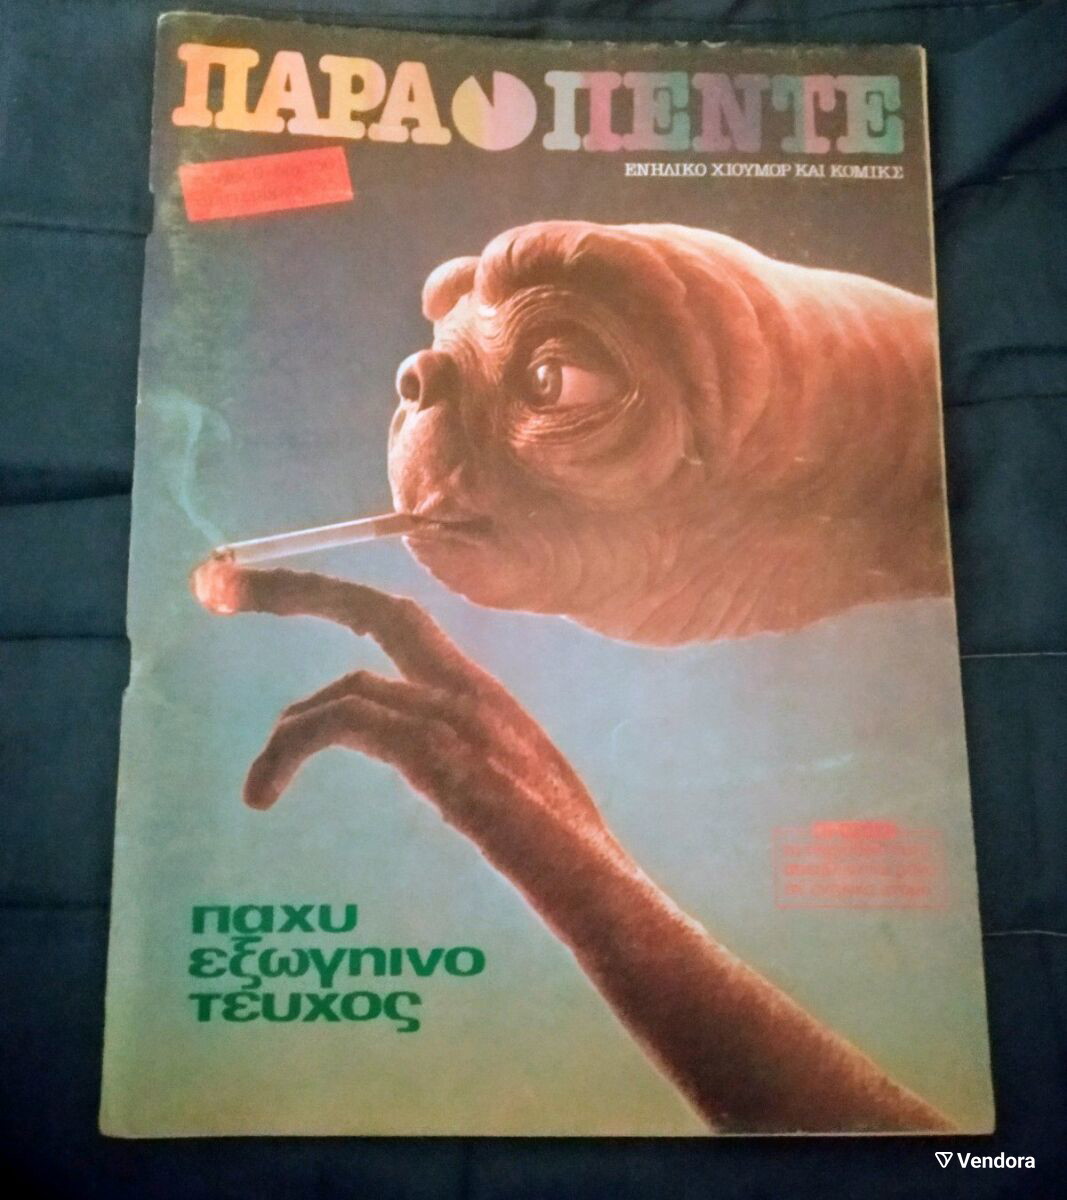 ΠΑΡΑ ΠΕΝΤΕ
ΕΝΗΛΙΚΟ ΧΙΟΥΜΟΡ ΚΑΙ ΚΟΜΙΚΣ
παχυ
εξωγηινο
τευχος
Vendora